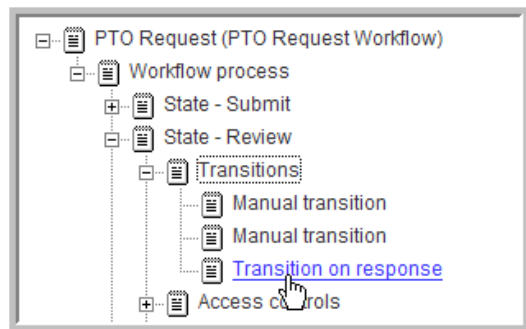 PTO Request (PTO Request Workflow)
Workflow process
State - Submit
State - Review
Transitions
Manual transition
Manual transition
Transition on response
Access controls